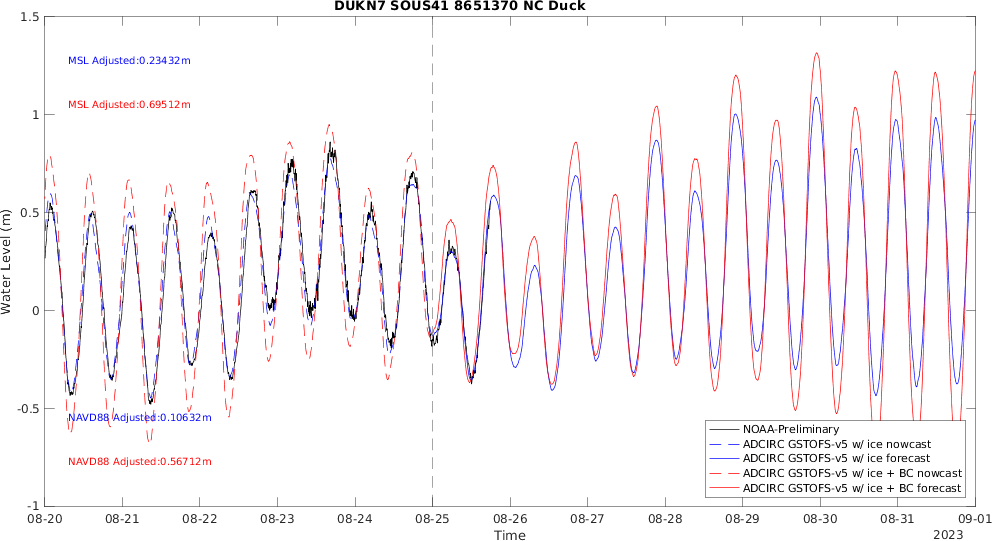 DUKN7 SOUS41 8651370 NC Duck
1.5
1
0.5
0
-0.5
-1
Water Level (m)
MSL Adjusted:0.23432m
MSL Adjusted:0.69512m
NAVD88 Adjusted:0.10632m
NAVD88 Adjusted:0.56712m
NOAA-Preliminary
ADCIRC GSTOFS-v5 w/ ice nowcast
ADCIRC GSTOFS-v5 w/ ice forecast
ADCIRC GSTOFS-v5 w/ ice + BC nowcast
ADCIRC GSTOFS-v5 w/ ice + BC forecast
08-20 08-21 08-22 08-23 08-24 08-25 08-26 08-27 08-28 08-29 08-30 08-31 09-01
Time
2023